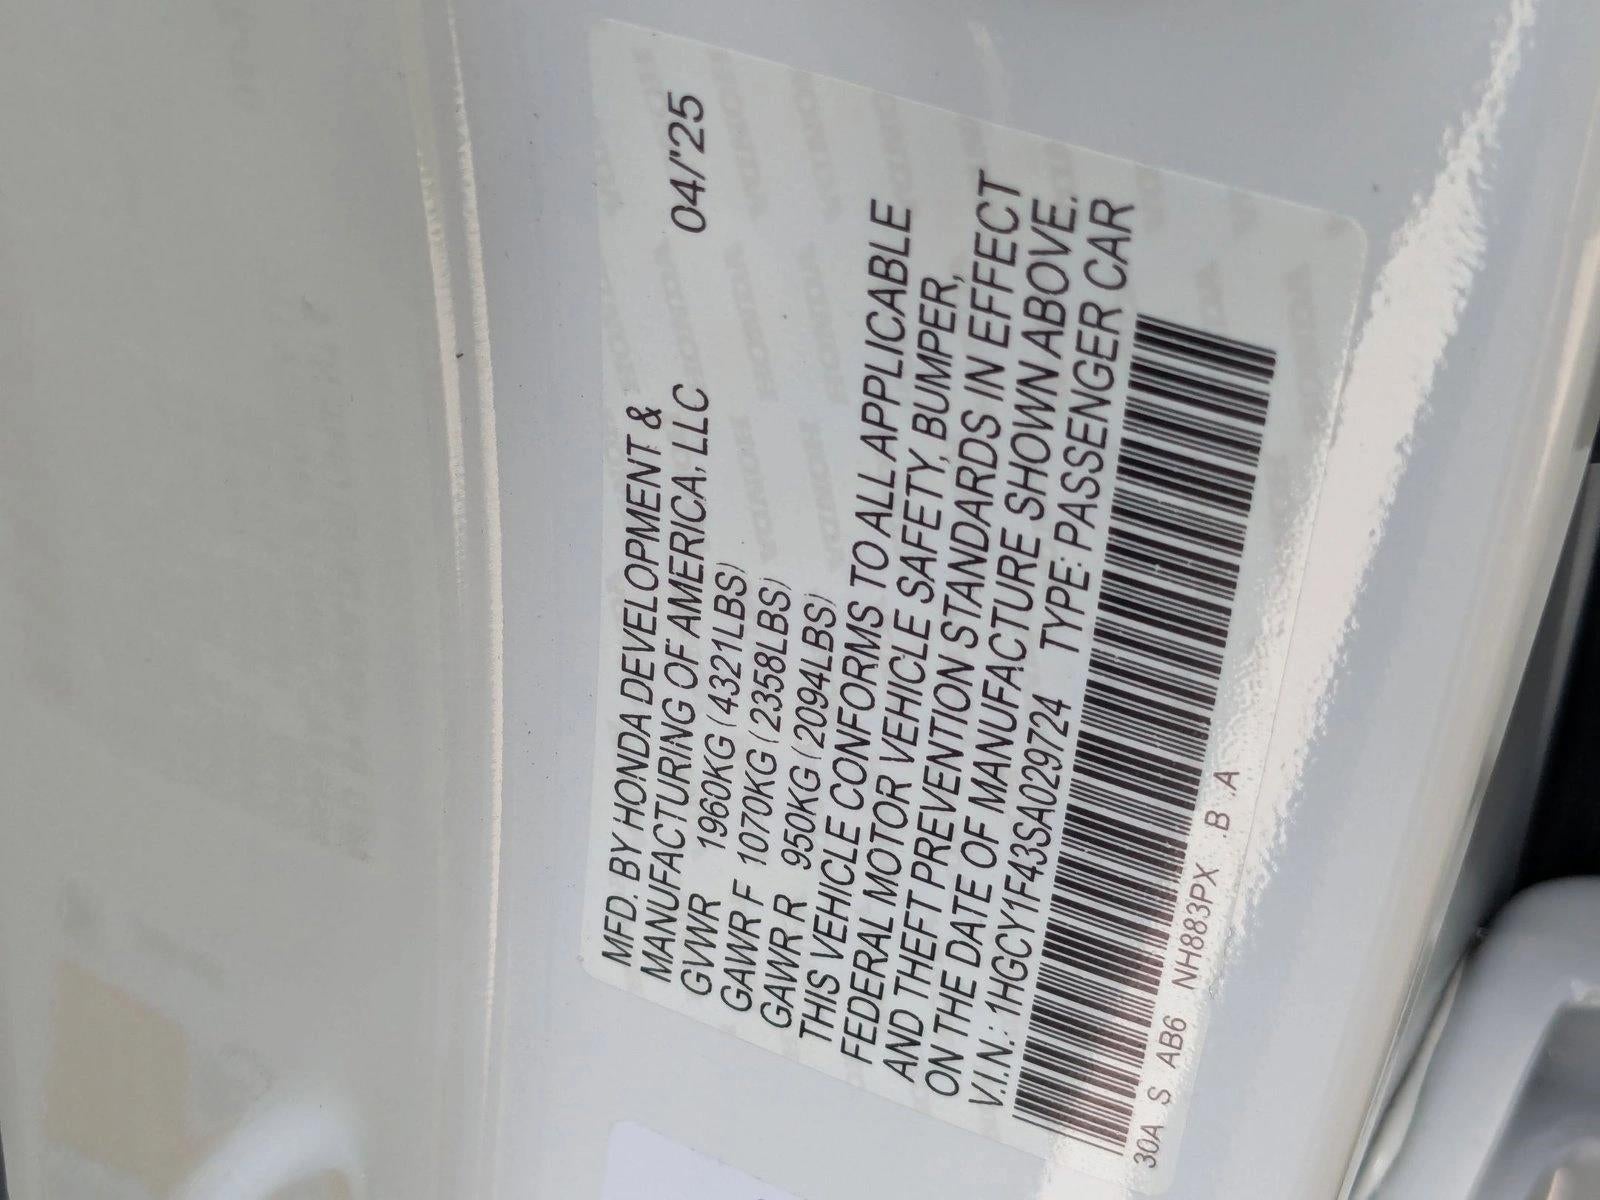 MFD. BY HONDA DEVELOPMENT &
MANUFACTURING OF AMERICA, LLC 04/'25
GVWR 1960KG (4321LBS)
GAWR F 1070KG (2358LBS)
GAWR R 950KG (2094LBS)
THIS VEHICLE CONFORMS TO ALL APPLICABLE
FEDERAL MOTOR VEHICLE SAFETY, BUMPER,
AND THEFT PREVENTION STANDARDS IN EFFECT
ON THE DATE OF MANUFACTURE SHOWN ABOVE.
V.I.N.: 1HGCY1F43SA029724 TYPE: PASSENGER CAR
30A S AB6 NH883PX B A